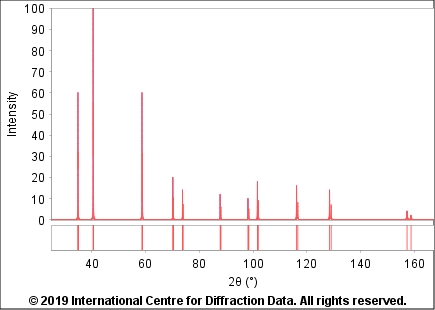 100
90
80
70
60
50
40
30
20
10
0
Intensity
40 60 80 100 120 140 160
2θ (°)
© 2019 International Centre for Diffraction Data. All rights reserved.